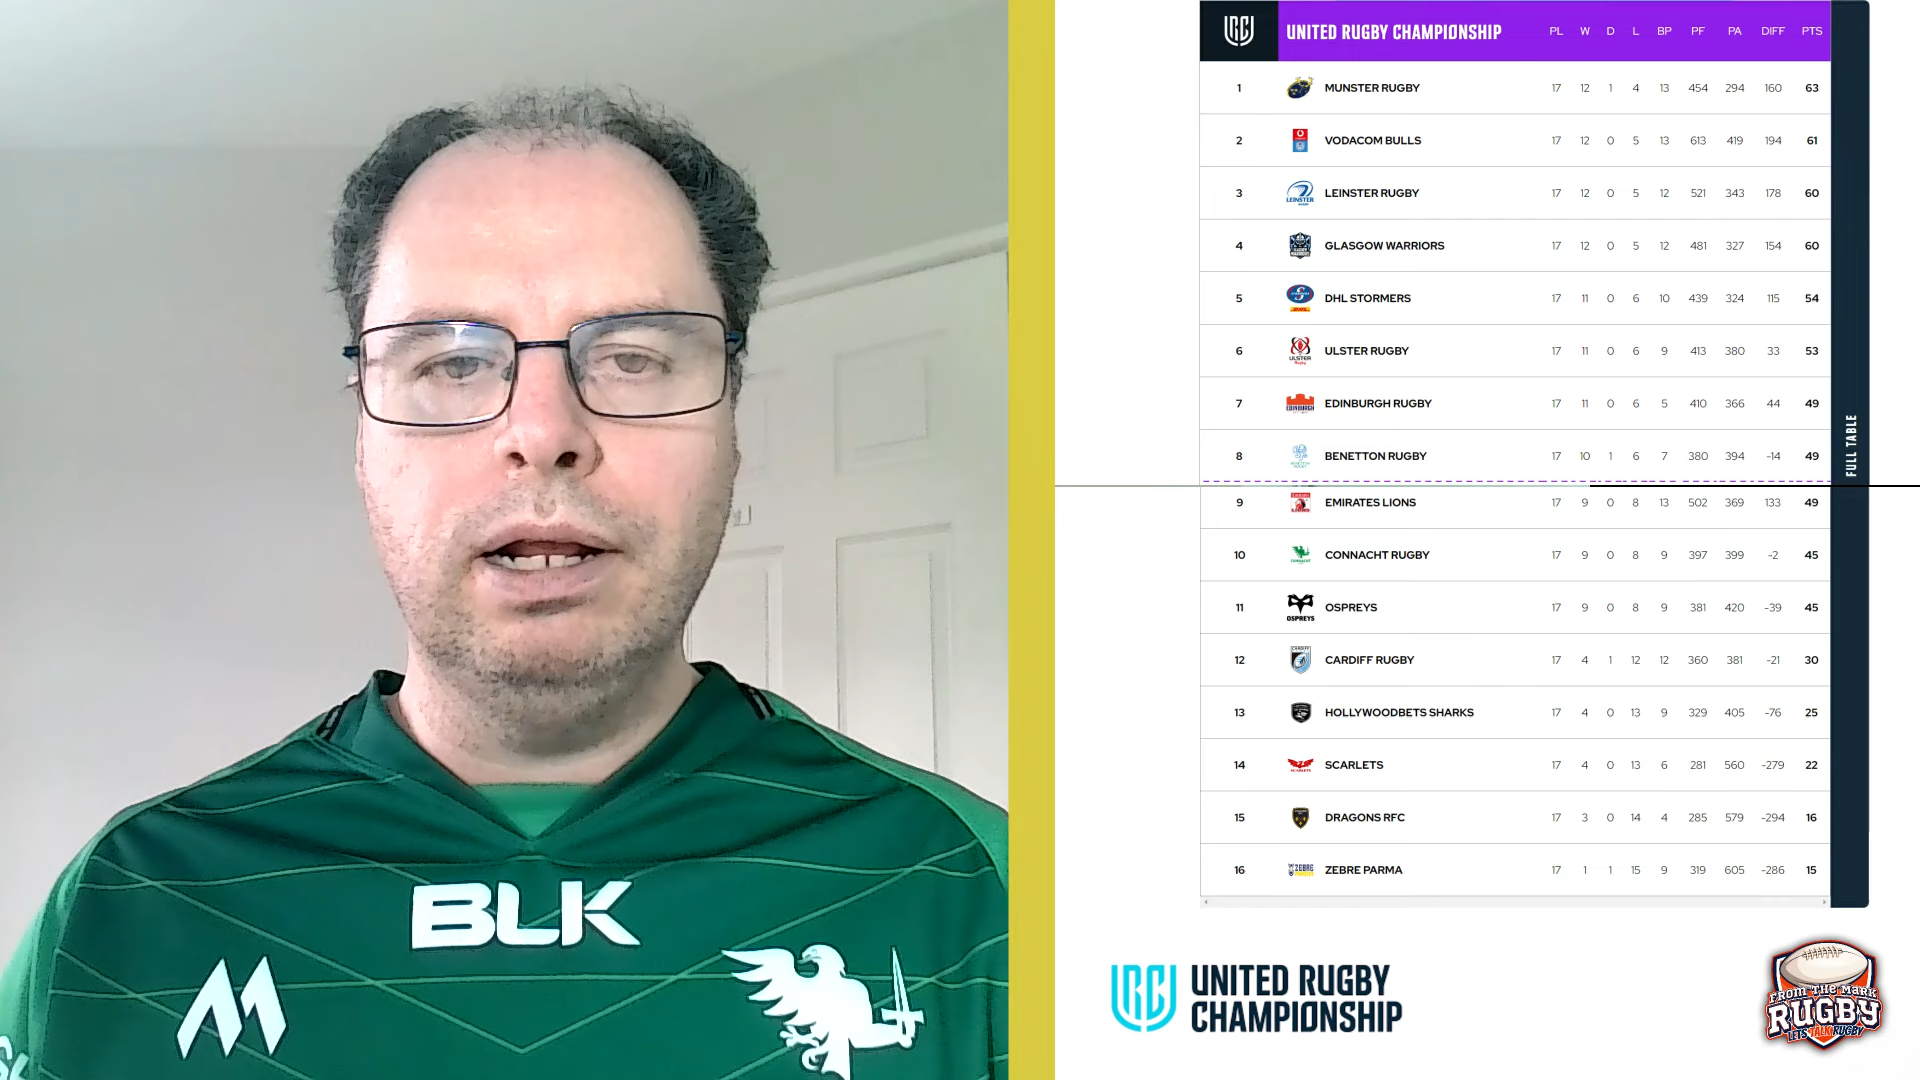 BLK
UNITED RUGBY CHAMPIONSHIP PL W D L BP PF PA DIFF PTS
1 MUNSTER RUGBY 17 12 1 4 13 454 294 160 63
2 VODACOM BULLS 17 12 0 5 13 613 419 194 61
3 LEINSTER RUGBY 17 12 0 5 12 521 343 178 60
4 GLASGOW WARRIORS 17 12 0 5 12 481 327 154 60
5 DHL STORMERS 17 11 0 6 10 439 324 115 54
6 ULSTER RUGBY 17 11 0 6 9 413 380 33 53
7 EDINBURGH RUGBY 17 11 0 6 5 410 366 44 49
8 BENETTON RUGBY 17 10 1 6 7 380 394 -14 49
9 EMIRATES LIONS 17 9 0 8 13 502 369 133 49
10 CONNACHT RUGBY 17 9 0 8 9 397 399 -2 45
11 OSPREYS 17 9 0 8 9 381 420 -39 45
12 CARDIFF RUGBY 17 4 1 12 12 360 381 -21 30
13 HOLLYWOODBETS SHARKS 17 4 0 13 9 329 405 -76 25
14 SCARLETS 17 4 0 13 6 281 560 -279 22
15 DRAGONS RFC 17 3 0 14 4 285 579 -294 16
16 ZEBRE PARMA 17 1 1 15 9 319 605 -286 15
FULL TABLE
UNITED RUGBY
CHAMPIONSHIP
FROM THE MARK
RUGBY
LETS TALK RUGBY